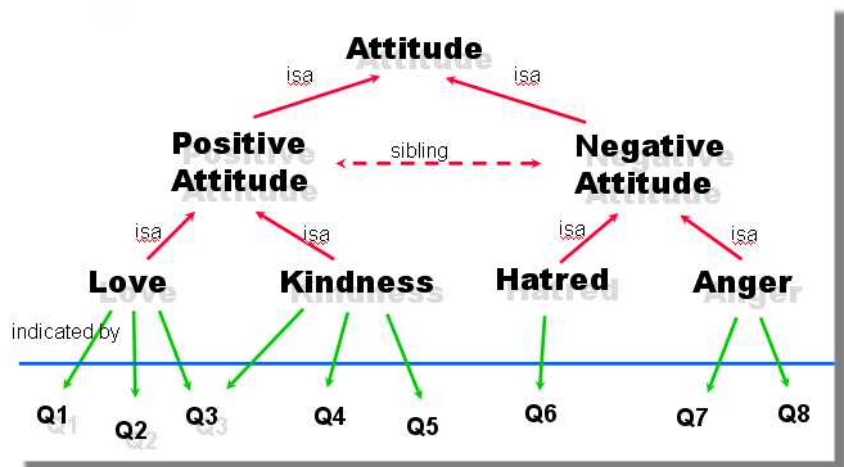 Attitude
isa
isa
Positive
Attitude
sibling
Negative
Attitude
isa
isa
isa
isa
Love
Kindness
Hatred
Anger
indicated by
Q1
Q2
Q3
Q4
Q5
Q6
Q7
Q8